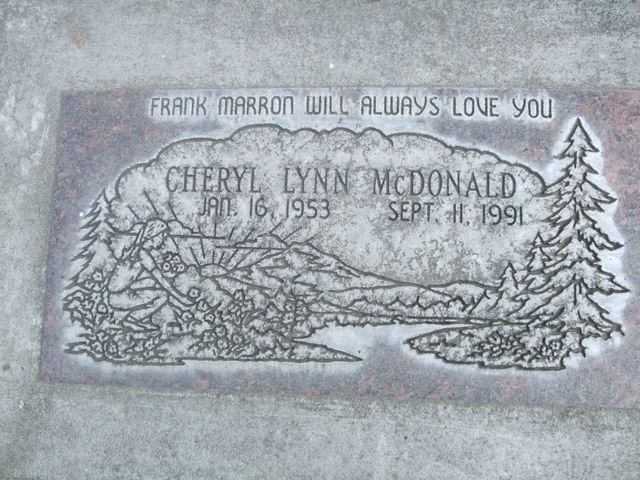 FRANK MARRON WILL ALWAYS LOVE YOU
CHERYL LYNN McDONALD
JAN. 16, 1953 SEPT. 11, 1991